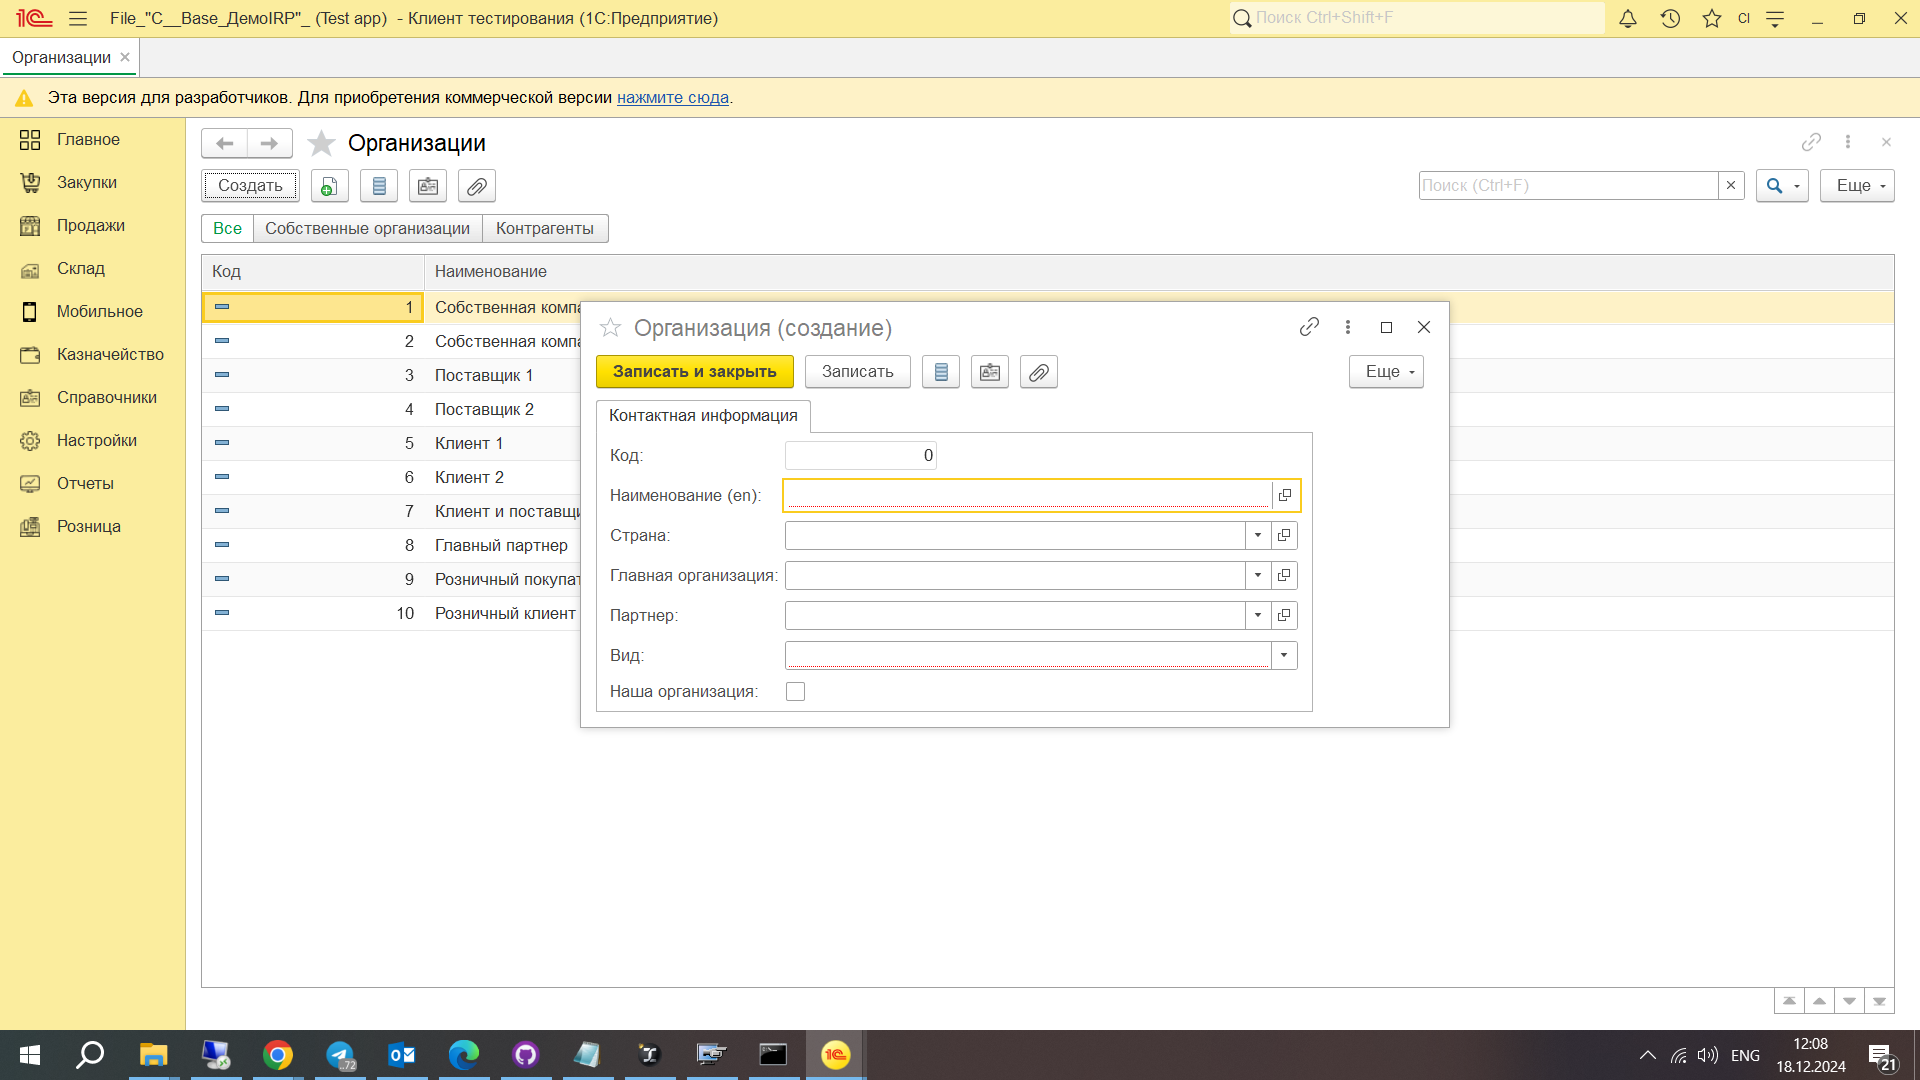 File_"C__Base_ДемоIRP"_ (Test app) - Клиент тестирования (1С:Предприятие)
Поиск Ctrl+Shift+F
CI
Организации
Эта версия для разработчиков. Для приобретения коммерческой версии нажмите сюда.
Главное
Закупки
Продажи
Склад
Мобильное
Казначейство
Справочники
Настройки
Отчеты
Розница
Организации
Создать
Поиск (Ctrl+F)
Еще
Все
Собственные организации
Контрагенты
Код
Наименование
1 Собственная комп
2 Собственная комп
3 Поставщик 1
4 Поставщик 2
5 Клиент 1
6 Клиент 2
7 Клиент и поставщи
8 Главный партнер
9 Розничный покупат
10 Розничный клиент
Организация (создание)
Записать и закрыть
Записать
Еще
Контактная информация
Код:
0
Наименование (en):
Страна:
Главная организация:
Партнер:
Вид:
Наша организация:
..72
ENG
12:08
18.12.2024
21